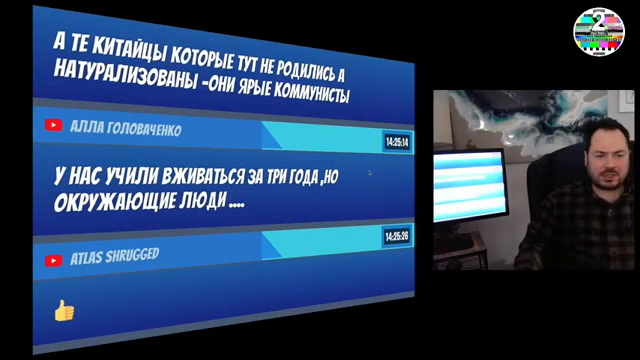 А ТЕ КИТАЙЦЫ КОТОРЫЕ ТУТ НЕ РОДИЛИСЬ А
НАТУРАЛИЗОВАНЫ -ОНИ ЯРЫЕ КОММУНИСТЫ
АЛЛА ГОЛОВАЧЕНКО
14:25:14
У НАС УЧИЛИ ВЖИВАТЬСЯ ЗА ТРИ ГОДА ,НО
ОКРУЖАЮЩИЕ ЛЮДИ ....
ATLAS SHRUGGED
14:25:26
2